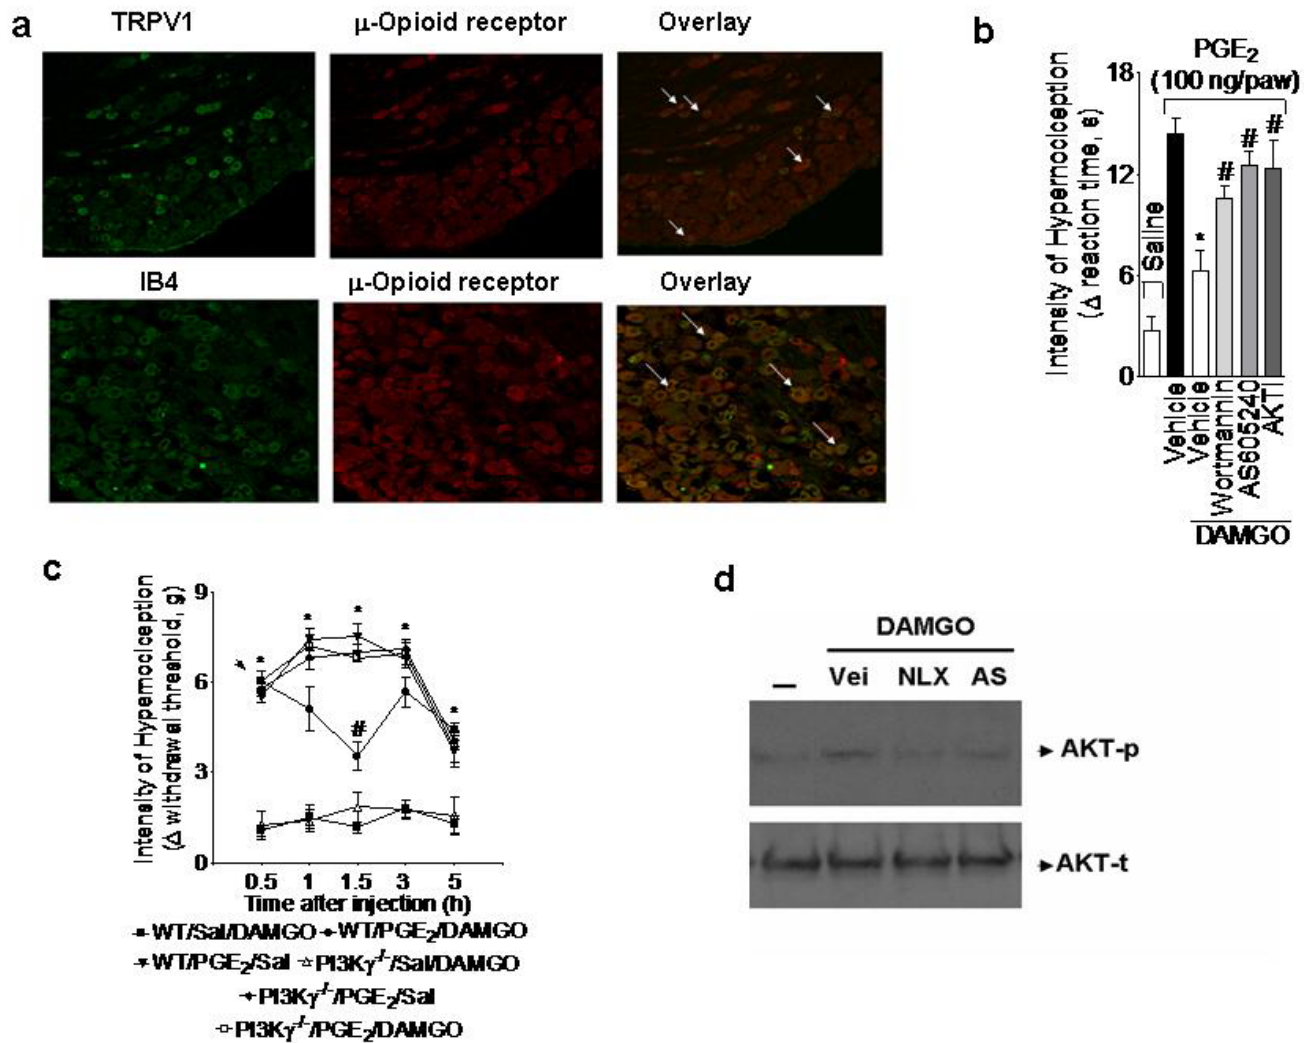 a
TRPV1 μ-Opioid receptor Overlay
IB4 μ-Opioid receptor Overlay
b
PGE₂
(100 ng/paw)
Intensity of Hypernociception
(Δ reaction time, s)
18
12
6
0
Saline
*
#
#
#
Vehicle
Vehicle
Wortmannin
AS605240
AKTI
DAMGO
c
Intensity of Hypernociception
(Δ withdrawal threshold, g)
9
6
3
0
* * * * *
#
0.5 1 1.5 3 5
Time after injection (h)
WT/Sal/DAMGO WT/PGE₂/DAMGO
WT/PGE₂/Sal PI3Kγ⁻/⁻/Sal/DAMGO
PI3Kγ⁻/⁻/PGE₂/Sal
PI3Kγ⁻/⁻/PGE₂/DAMGO
d
DAMGO
– Vei NLX AS
AKT-p
AKT-t